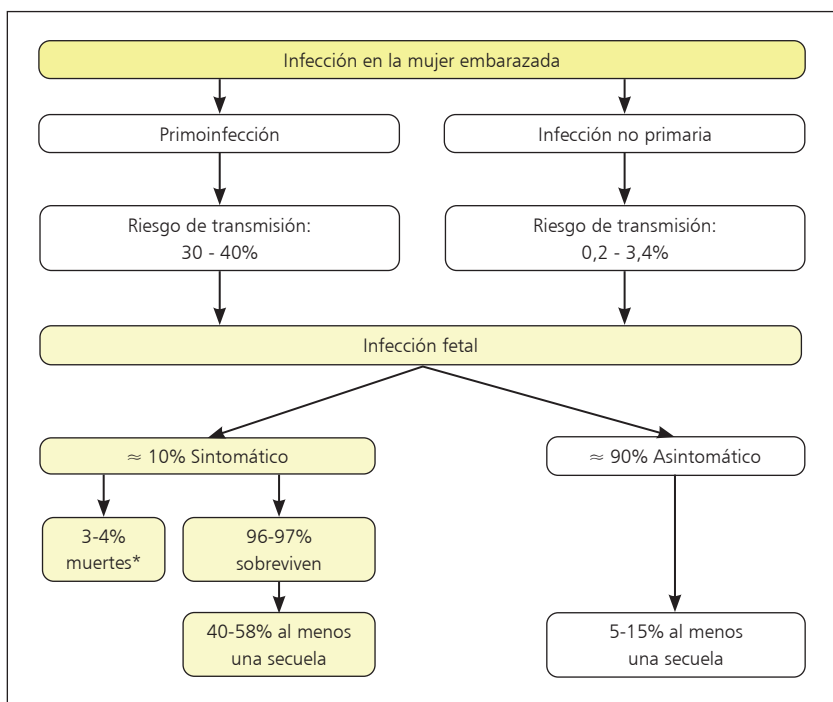 Infección en la mujer embarazada
Primoinfección
Infección no primaria
Riesgo de transmisión:
30 - 40%
Riesgo de transmisión:
0,2 - 3,4%
Infección fetal
≈ 10% Sintomático
≈ 90% Asintomático
3-4%
muertes*
96-97%
sobreviven
40-58% al menos
una secuela
5-15% al menos
una secuela